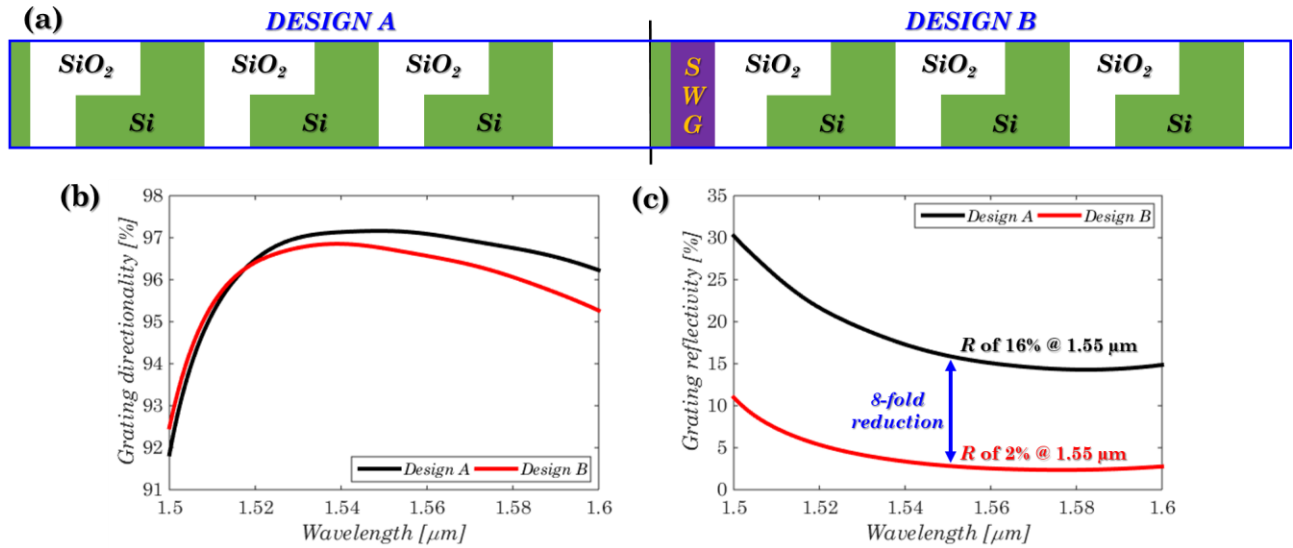 (a) DESIGN A DESIGN B
SiO2 SiO2 SiO2 S W G SiO2 SiO2 SiO2
Si Si Si Si Si Si
(b)
Grating directionality [%]
98
97
96
95
94
93
92
91
Design A Design B
1.5 1.52 1.54 1.56 1.58 1.6
Wavelength [μm]
(c)
Grating reflectivity [%]
35
30
25
20
15
10
5
0
Design A Design B
R of 16% @ 1.55 μm
8-fold
reduction
R of 2% @ 1.55 μm
1.5 1.52 1.54 1.56 1.58 1.6
Wavelength [μm]